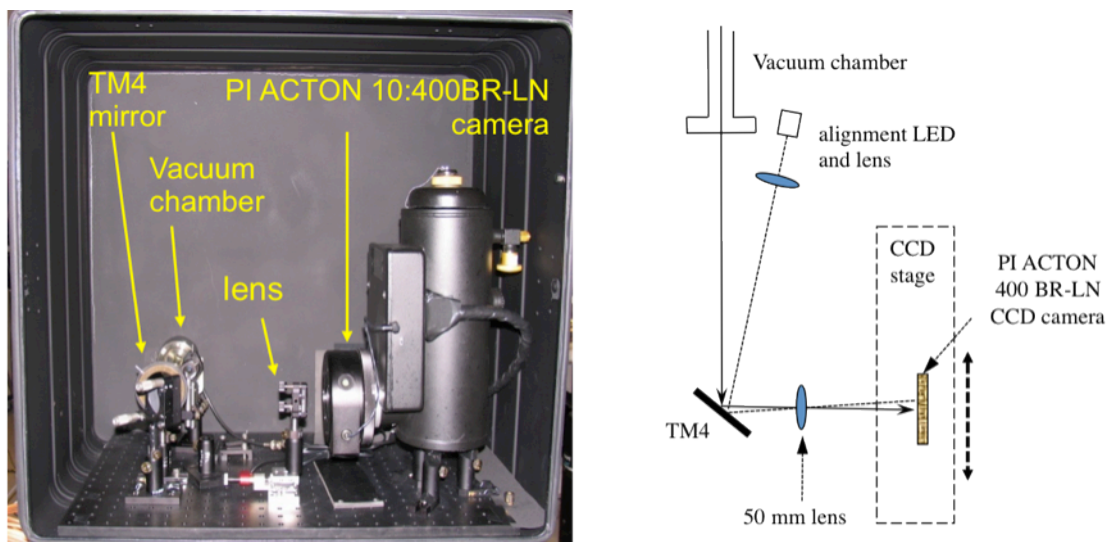 TM4
mirror
PI ACTON 10:400BR-LN
camera
Vacuum
chamber
lens
Vacuum chamber
alignment LED
and lens
CCD
stage
PI ACTON
400 BR-LN
CCD camera
TM4
50 mm lens